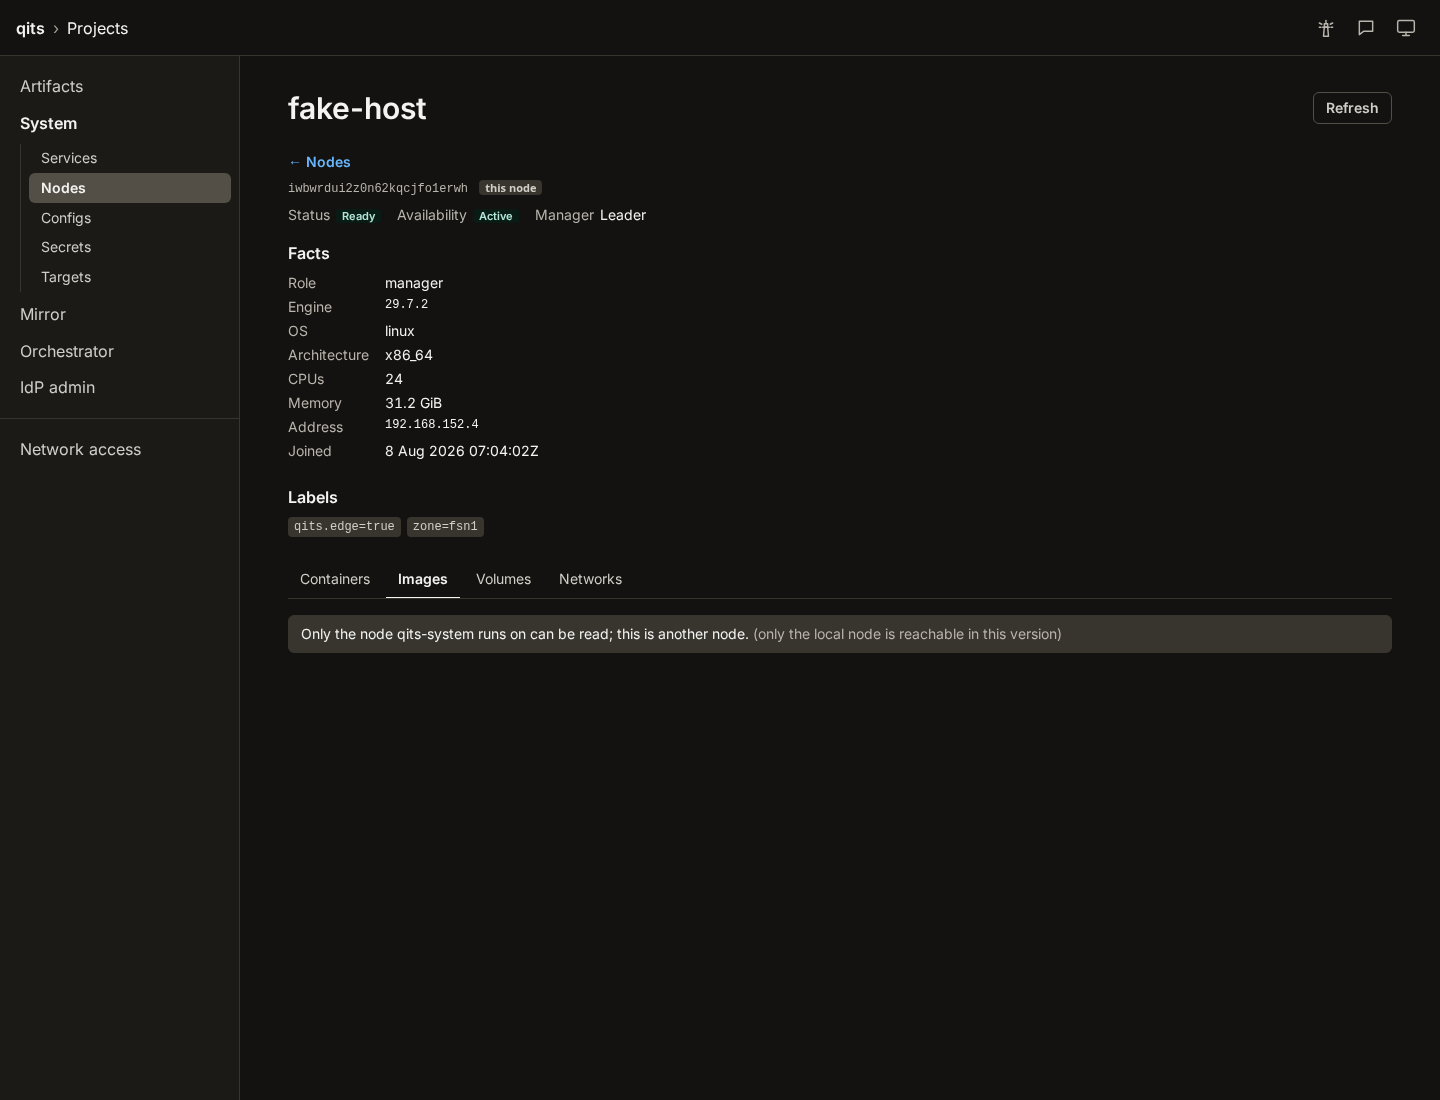 qits › Projects
Artifacts
System
Services
Nodes
Configs
Secrets
Targets
Mirror
Orchestrator
IdP admin
Network access
fake-host
Refresh
← Nodes
iwbwrdui2z0n62kqcjfo1erwh this node
Status Ready Availability Active Manager Leader
Facts
Role manager
Engine 29.7.2
OS linux
Architecture x86_64
CPUs 24
Memory 31.2 GiB
Address 192.168.152.4
Joined 8 Aug 2026 07:04:02Z
Labels
qits.edge=true zone=fsn1
Containers Images Volumes Networks
Only the node qits-system runs on can be read; this is another node. (only the local node is reachable in this version)